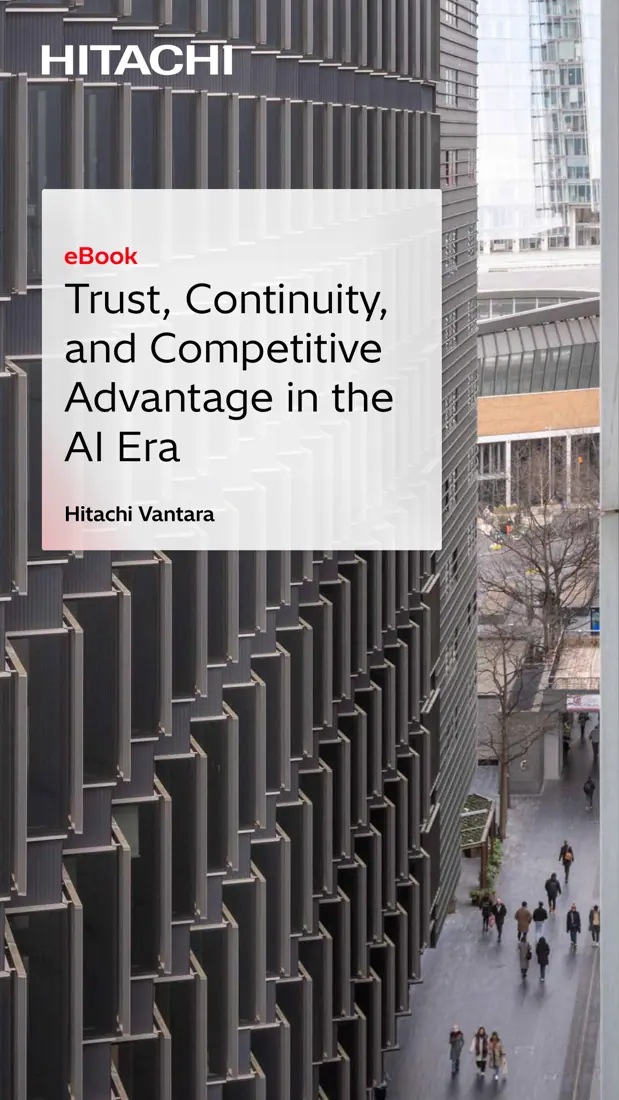 HITACHI
eBook
Trust, Continuity,
and Competitive
Advantage in the
AI Era
Hitachi Vantara